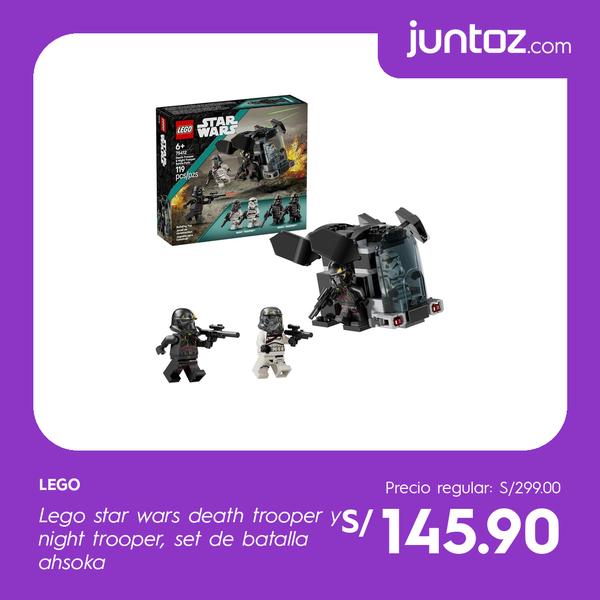 juntoz.com
LEGO
STAR
WARS
6+
75412
119
pcs/pzs
LEGO
Precio regular: S/299.00
Lego star wars death trooper y
night trooper, set de batalla
ahsoka
S/145.90